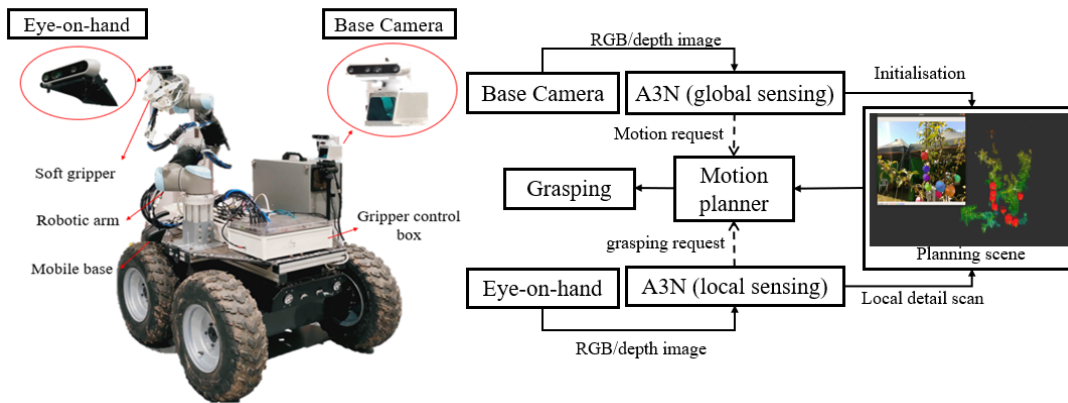 Eye-on-hand
Base Camera
Soft gripper
Robotic arm
Mobile base
Gripper control
box
RGB/depth image
Base Camera
A3N (global sensing)
Initialisation
Motion request
Grasping
Motion
planner
grasping request
Planning scene
Eye-on-hand
A3N (local sensing)
Local detail scan
RGB/depth image